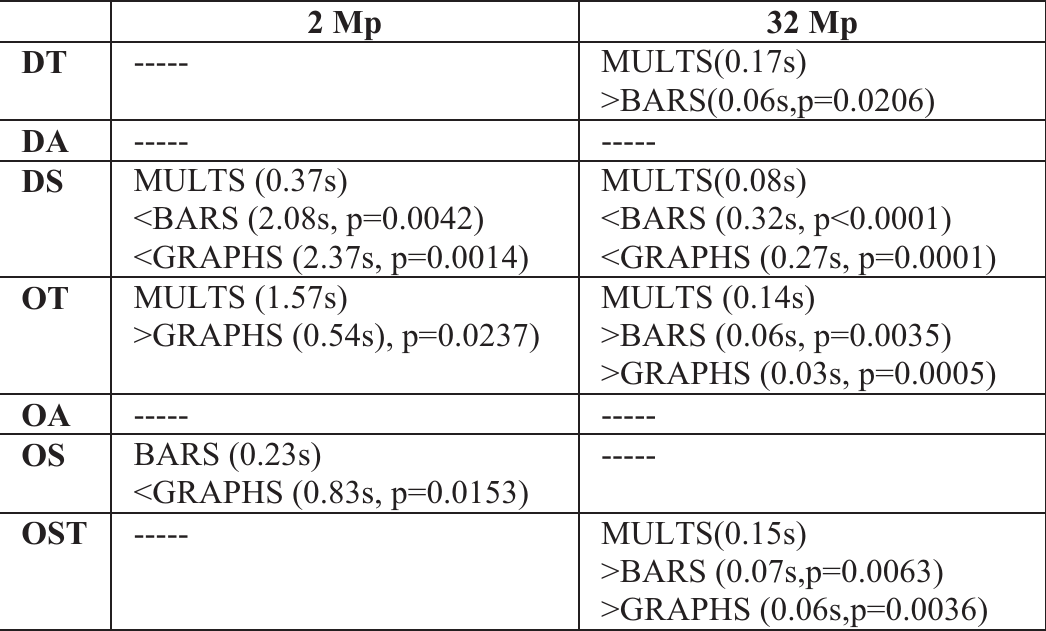 2 Mp 32 Mp
DT ----- MULTS(0.17s)
>BARS(0.06s,p=0.0206)
DA ----- -----
DS MULTS (0.37s) MULTS(0.08s)
<BARS (2.08s, p=0.0042) <BARS (0.32s, p<0.0001)
<GRAPHS (2.37s, p=0.0014) <GRAPHS (0.27s, p=0.0001)
OT MULTS (1.57s) MULTS (0.14s)
>GRAPHS (0.54s), p=0.0237) >BARS (0.06s, p=0.0035)
>GRAPHS (0.03s, p=0.0005)
OA ----- -----
OS BARS (0.23s) -----
<GRAPHS (0.83s, p=0.0153)
OST ----- MULTS(0.15s)
>BARS (0.07s,p=0.0063)
>GRAPHS (0.06s,p=0.0036)